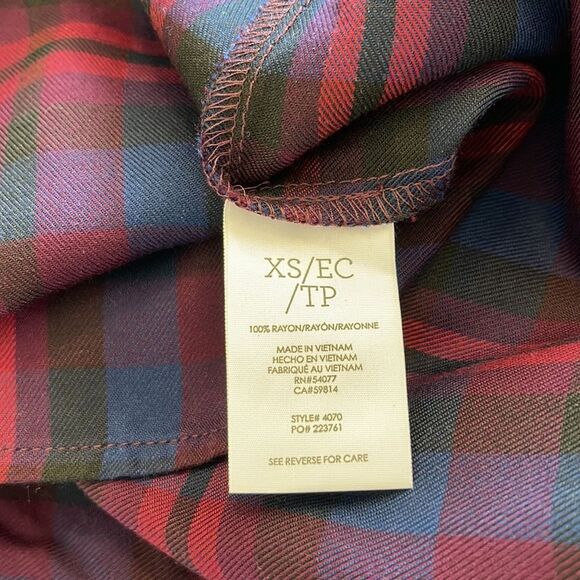 XS/EC
/TP
100% RAYON/RAYÓN/RAYONNE
MADE IN VIETNAM
HECHO EN VIETNAM
FABRIQUÉ AU VIETNAM
RN#54077
CA#59814
STYLE# 4070
PO# 223761
SEE REVERSE FOR CARE